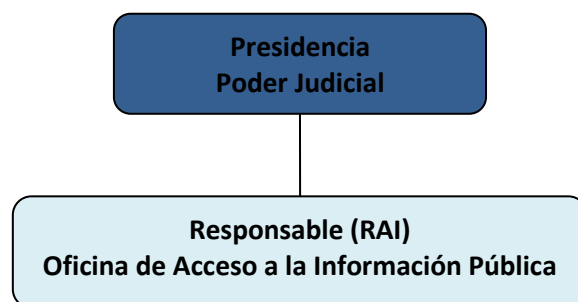 Presidencia
Poder Judicial
Responsable (RAI)
Oficina de Acceso a la Información Pública